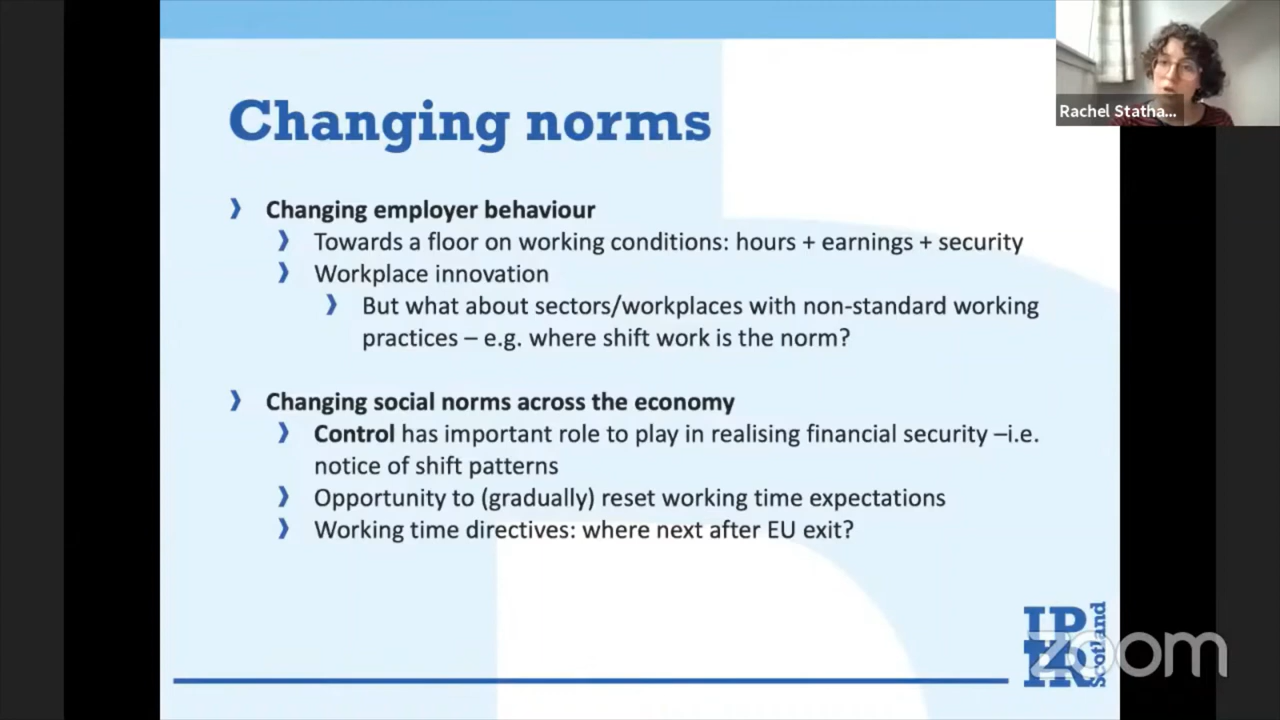 Changing norms
Rachel Statha...
Changing employer behaviour
Towards a floor on working conditions: hours + earnings + security
Workplace innovation
But what about sectors/workplaces with non-standard working
practices – e.g. where shift work is the norm?
Changing social norms across the economy
Control has important role to play in realising financial security –i.e.
notice of shift patterns
Opportunity to (gradually) reset working time expectations
Working time directives: where next after EU exit?
IPPR
Scotland
zoom